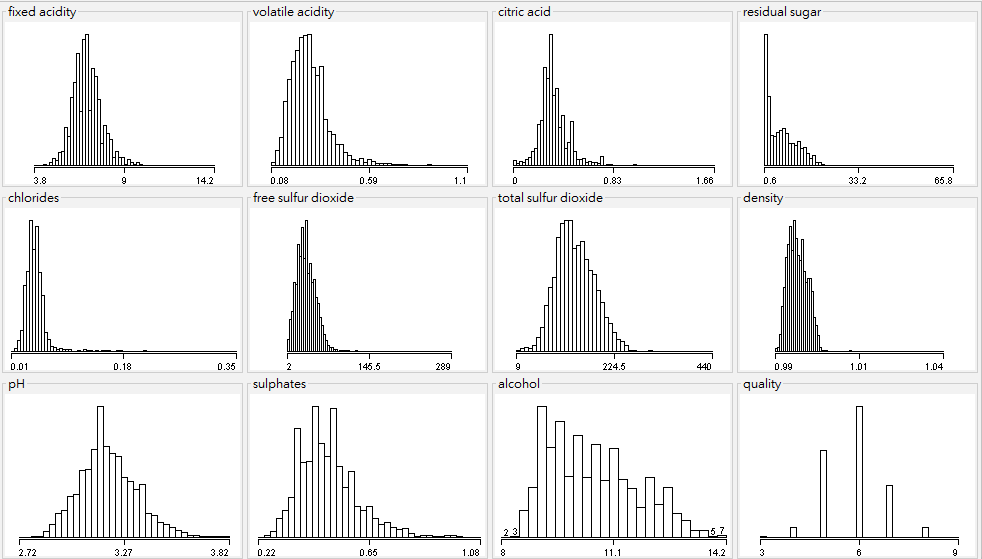 fixed acidity
volatile acidity
citric acid
residual sugar
3.8 9 14.2
0.08 0.59 1.1
0 0.83 1.66
0.6 33.2 65.8
chlorides
free sulfur dioxide
total sulfur dioxide
density
0.01 0.18 0.35
2 145.5 289
9 224.5 440
0.99 1.01 1.04
pH
sulphates
alcohol
quality
2.72 3.27 3.82
0.22 0.65 1.08
2 3 5 7
8 11.1 14.2
3 6 9